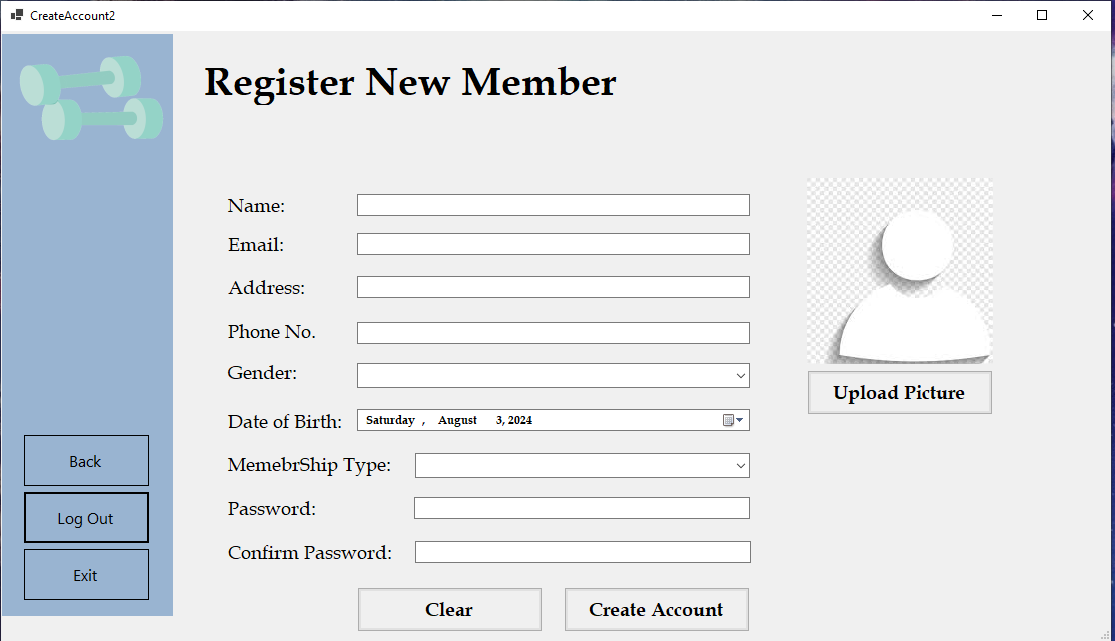 CreateAccount2
Register New Member
Name:
Email:
Address:
Phone No.
Gender:
Date of Birth: Saturday , August 3, 2024
MemebrShip Type:
Password:
Confirm Password:
Upload Picture
Back
Log Out
Exit
Clear Create Account